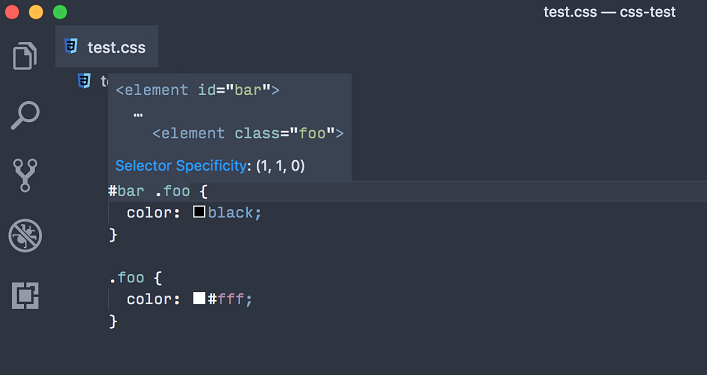 test.css — css-test
test.css
<element id="bar">
…
<element class="foo">
Selector Specificity: (1, 1, 0)
#bar .foo {
color: black;
}
.foo {
color: #fff;
}